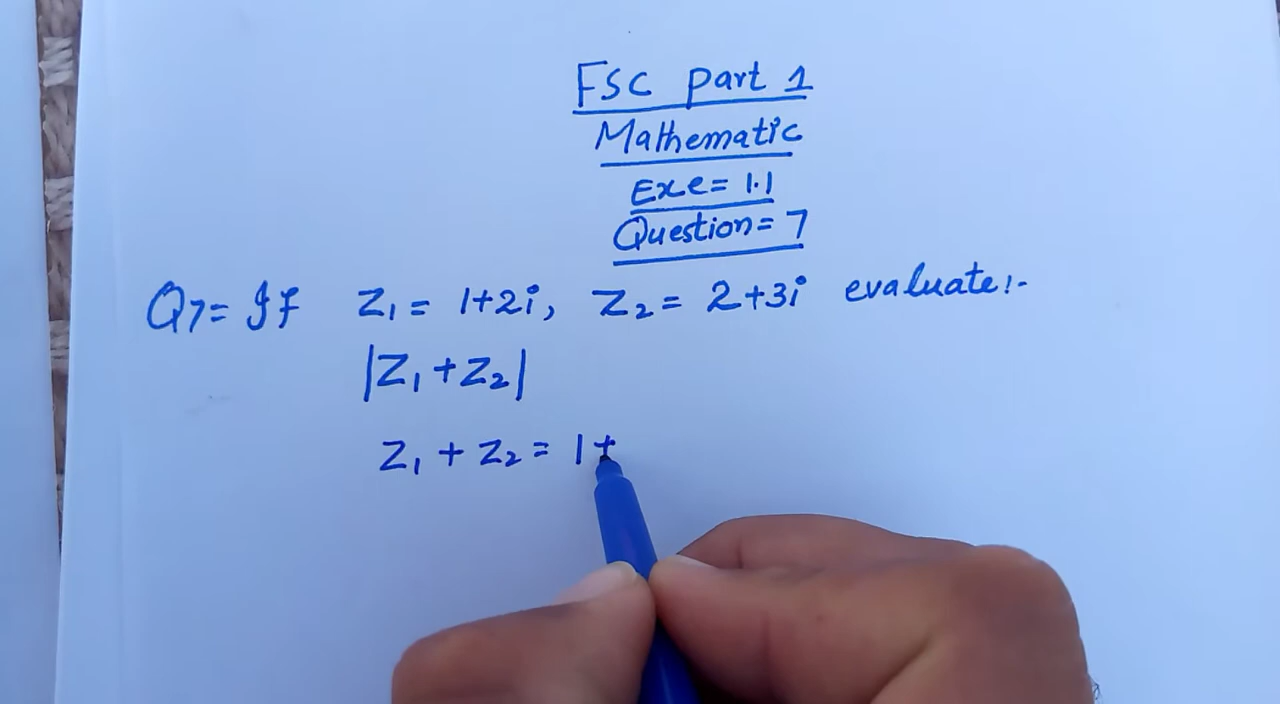 FSC part 1
Mathematic
Exe= 1.1
Question= 7
Q7= If Z₁ = 1+2i, Z₂ = 2+3i evaluate:-
|Z₁+Z₂|
Z₁ + Z₂ = 1+